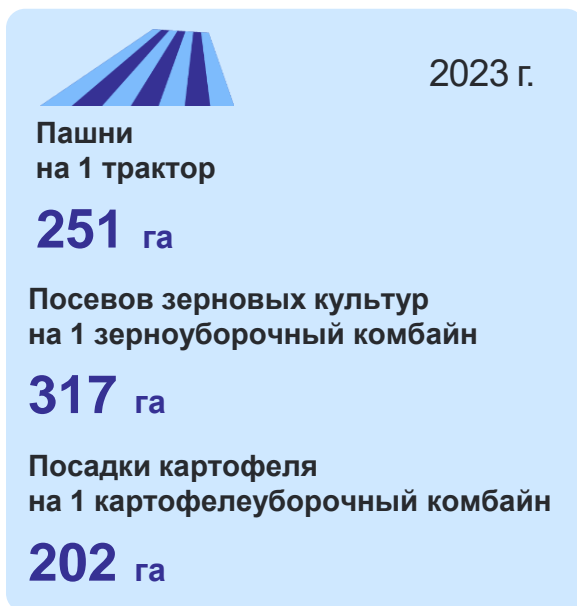 2023 г.
Пашни
на 1 трактор
251 га
Посевов зерновых культур
на 1 зерноуборочный комбайн
317 га
Посадки картофеля
на 1 картофелеуборочный комбайн
202 га